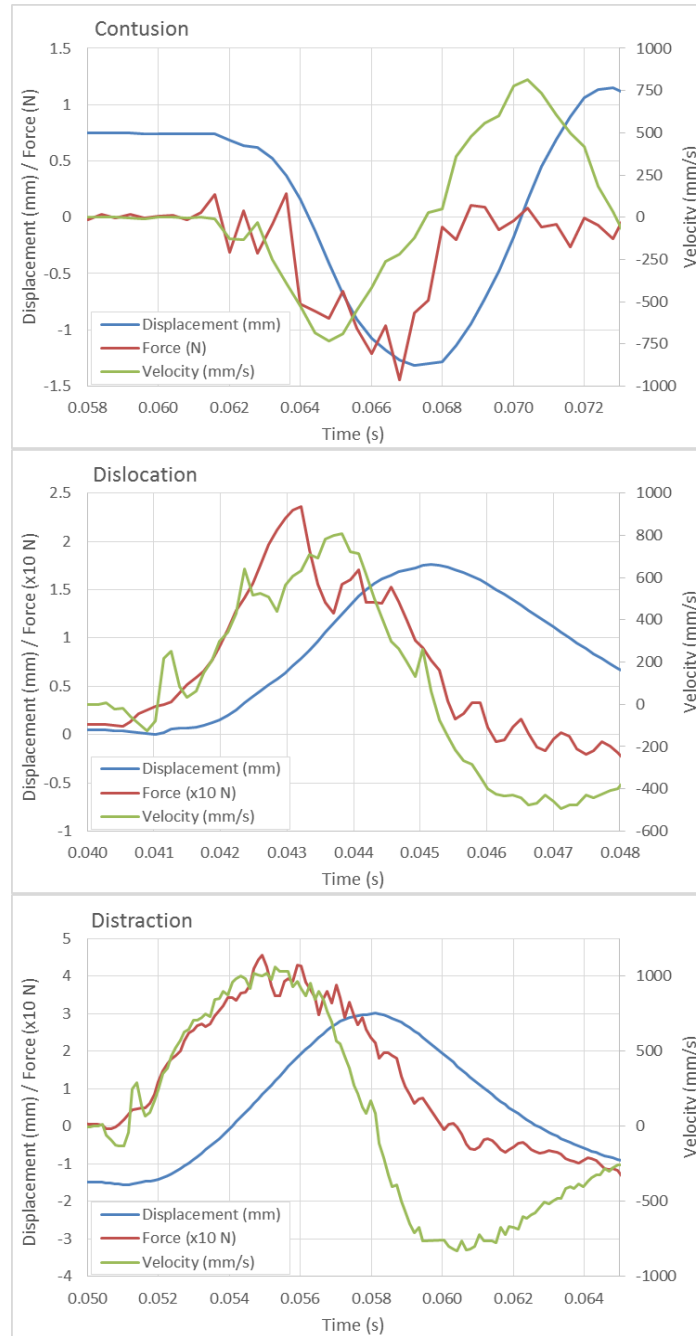 Contusion
1.5
1
0.5
0
-0.5
-1
-1.5
1000
750
500
250
0
-250
-500
-750
-1000
Displacement (mm) / Force (N)
Velocity (mm/s)
Displacement (mm)
Force (N)
Velocity (mm/s)
0.058 0.060 0.062 0.064 0.066 0.068 0.070 0.072
Time (s)
Dislocation
2.5
2
1.5
1
0.5
0
-0.5
-1
1000
800
600
400
200
0
-200
-400
-600
Displacement (mm) / Force (x10 N)
Velocity (mm/s)
Displacement (mm)
Force (x10 N)
Velocity (mm/s)
0.040 0.041 0.042 0.043 0.044 0.045 0.046 0.047 0.048
Time (s)
Distraction
5
4
3
2
1
0
-1
-2
-3
-4
1000
500
0
-500
-1000
Displacement (mm) / Force (x10 N)
Velocity (mm/s)
Displacement (mm)
Force (x10 N)
Velocity (mm/s)
0.050 0.052 0.054 0.056 0.058 0.060 0.062 0.064
Time (s)